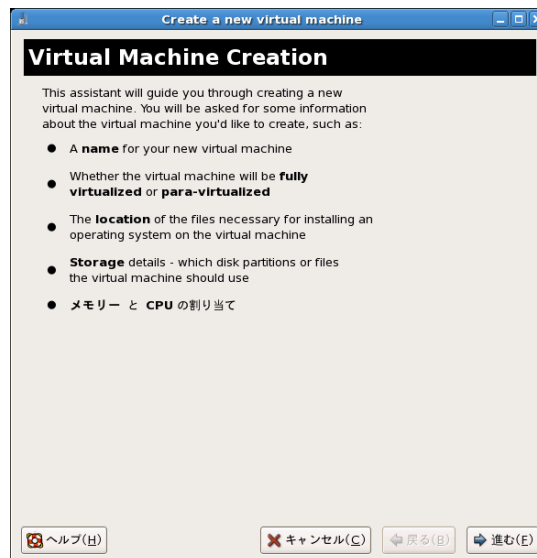 Create a new virtual machine
Virtual Machine Creation
This assistant will guide you through creating a new
virtual machine. You will be asked for some information
about the virtual machine you'd like to create, such as:
● A name for your new virtual machine
● Whether the virtual machine will be fully
virtualized or para-virtualized
● The location of the files necessary for installing an
operating system on the virtual machine
● Storage details - which disk partitions or files
the virtual machine should use
● メモリー と CPU の割り当て
ヘルプ(H) キャンセル(C) 戻る(B) 進む(F)